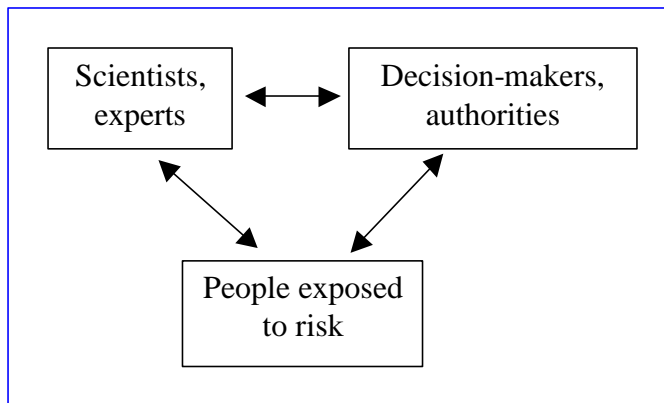 Scientists,
experts
Decision-makers,
authorities
People exposed
to risk